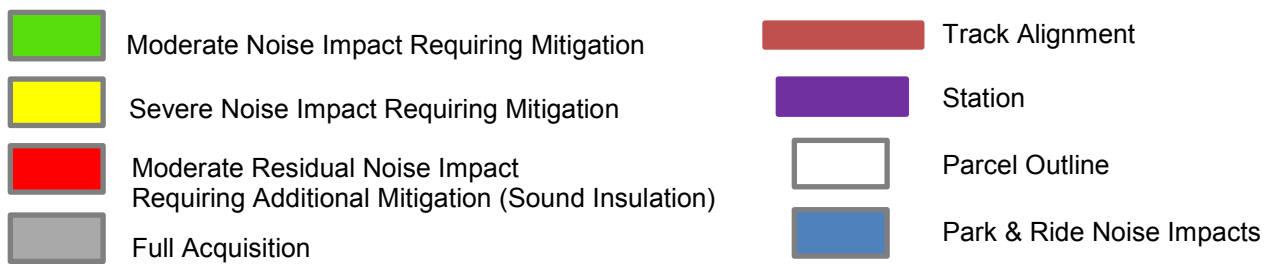 Moderate Noise Impact Requiring Mitigation
Severe Noise Impact Requiring Mitigation
Moderate Residual Noise Impact
Requiring Additional Mitigation (Sound Insulation)
Full Acquisition
Track Alignment
Station
Parcel Outline
Park & Ride Noise Impacts